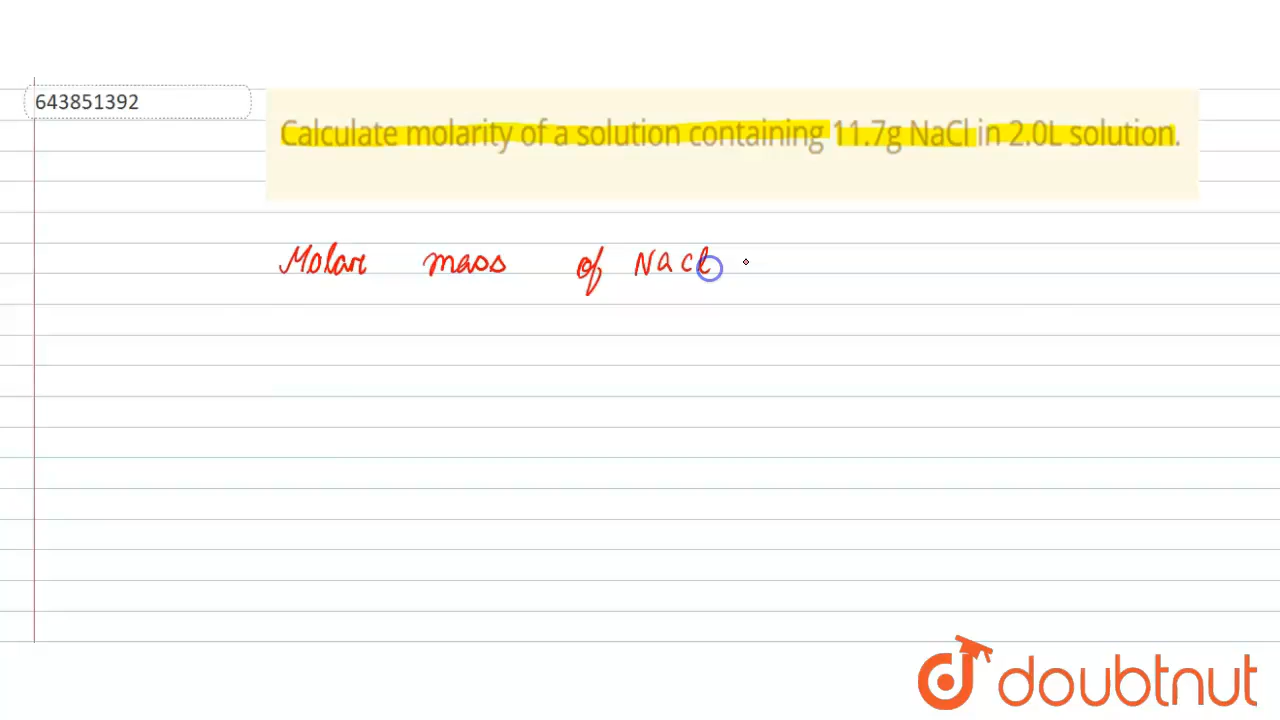 643851392
Calculate molarity of a solution containing 11.7g NaCl in 2.0L solution.
Molar mass of NaCl
doubtnut